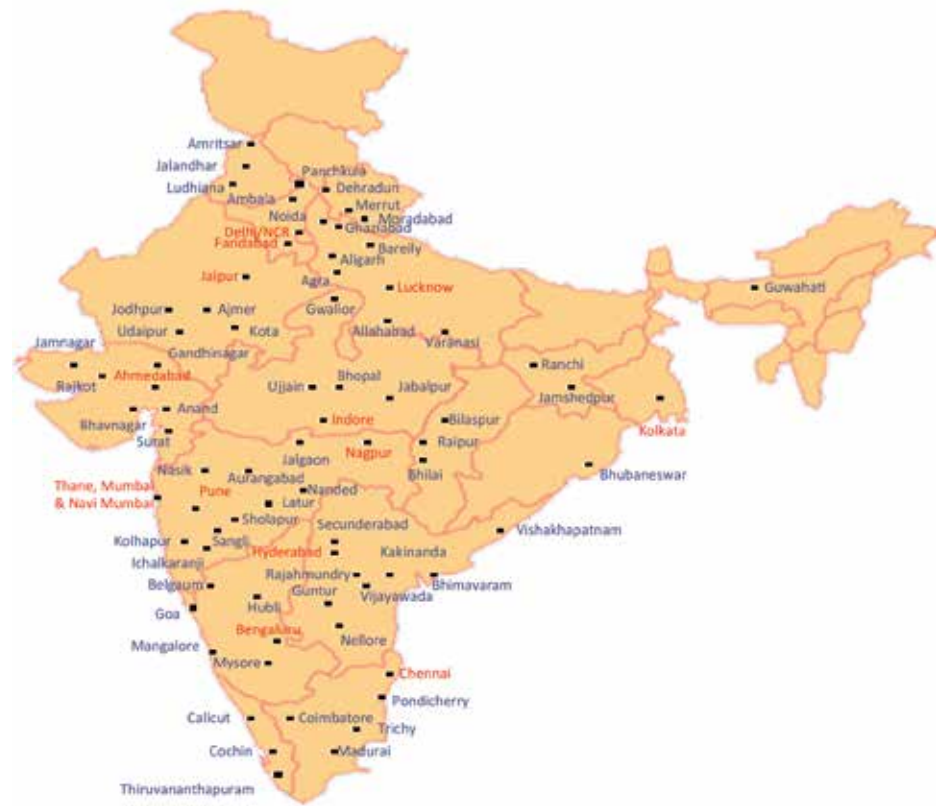 Amritsar
Jalandhar
Panchkula
Ludhiana
Dehradun
Ambala
Merrut
Noida
Moradabad
Ghaziabad
Delhi/NCR
Faridabad
Bareily
Aligarh
Jaipur
Agra
Lucknow
Guwahati
Gwalior
Jodhpur
Ajmer
Udaipur
Kota
Allahabad
Varanasi
Jamnagar
Gandhinagar
Ranchi
Rajkot
Ahmedabad
Ujjain
Bhopal
Jabalpur
Jamshedpur
Anand
Bhavnagar
Indore
Bilaspur
Kolkata
Surat
Jalgaon
Nagpur
Raipur
Nasik
Aurangabad
Bhilai
Bhubaneswar
Thane, Mumbai
& Navi Mumbai
Pune
Nanded
Latur
Sholapur
Secunderabad
Vishakhapatnam
Kolhapur
Sangli
Hyderabad
Kakinanda
Ichalkaranji
Rajahmundry
Belgaum
Guntur
Vijayawada
Bhimavaram
Goa
Hubli
Bengaluru
Nellore
Mangalore
Mysore
Chennai
Pondicherry
Calicut
Coimbatore
Trichy
Cochin
Madurai
Thiruvananthapuram